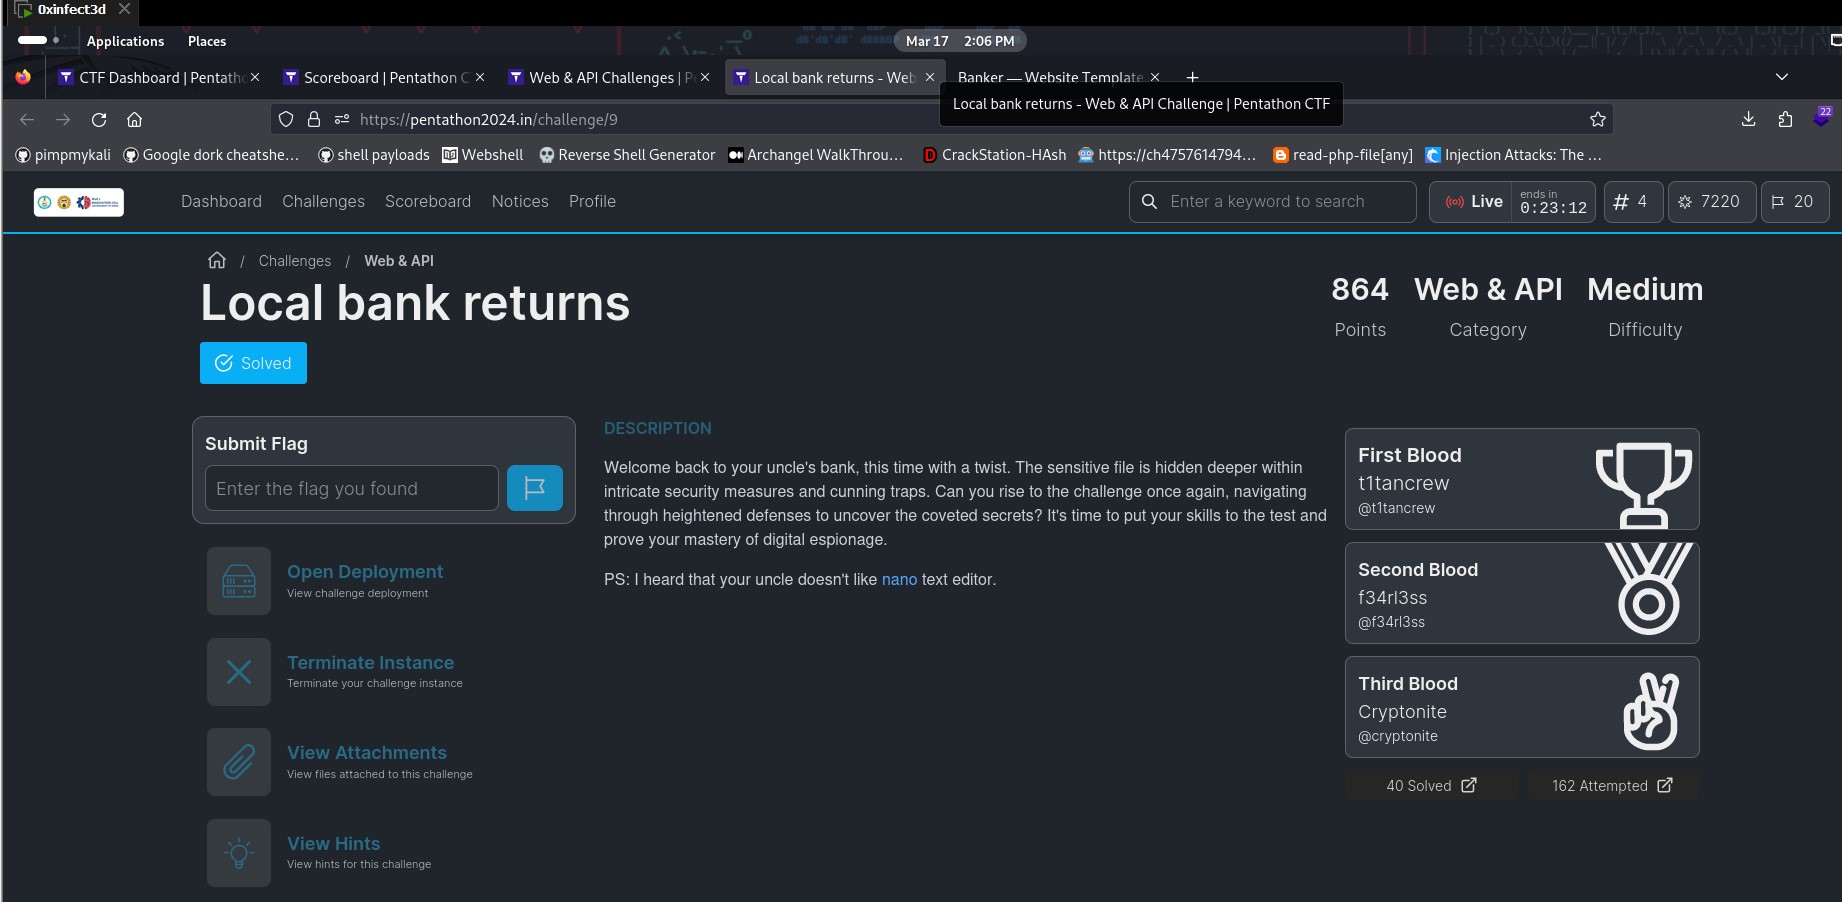 0xinfect3d
Applications Places
Mar 17 2:06 PM
CTF Dashboard | Pentatho
Scoreboard | Pentathon C
Web & API Challenges | Pe
Local bank returns - Web
Banker — Website Template
Local bank returns - Web & API Challenge | Pentathon CTF
https://pentathon2024.in/challenge/9
22
pimpmykali
Google dork cheatshe...
shell payloads
Webshell
Reverse Shell Generator
Archangel WalkThrou...
CrackStation-HAsh
https://ch4757614794...
read-php-file[any]
Injection Attacks: The ...
Dashboard Challenges Scoreboard Notices Profile
Enter a keyword to search
Live
ends in
0:23:12
# 4
7220
20
/ Challenges / Web & API
Local bank returns
Solved
864 Web & API Medium
Points Category Difficulty
Submit Flag
Enter the flag you found
Open Deployment
View challenge deployment
Terminate Instance
Terminate your challenge instance
View Attachments
View files attached to this challenge
View Hints
View hints for this challenge
DESCRIPTION
Welcome back to your uncle's bank, this time with a twist. The sensitive file is hidden deeper within
intricate security measures and cunning traps. Can you rise to the challenge once again, navigating
through heightened defenses to uncover the coveted secrets? It's time to put your skills to the test and
prove your mastery of digital espionage.
PS: I heard that your uncle doesn't like nano text editor.
First Blood
t1tancrew
@t1tancrew
Second Blood
f34rl3ss
@f34rl3ss
Third Blood
Cryptonite
@cryptonite
40 Solved
162 Attempted